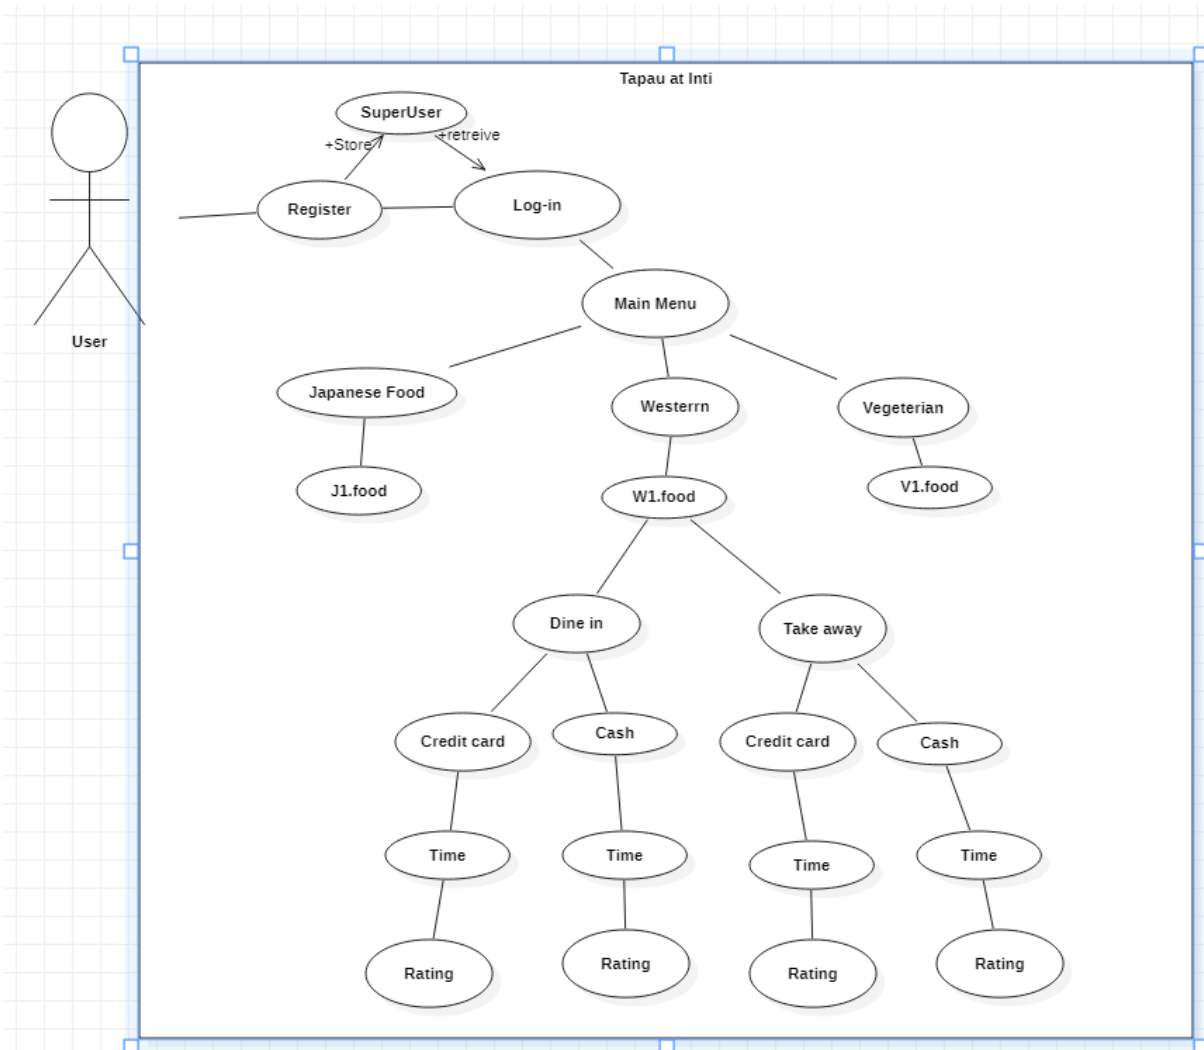 Tapau at Inti
SuperUser
+Store
+retreive
Register
Log-in
Main Menu
User
Japanese Food
Westerrn
Vegeterian
J1.food
W1.food
V1.food
Dine in
Take away
Credit card
Cash
Credit card
Cash
Time
Time
Time
Time
Rating
Rating
Rating
Rating